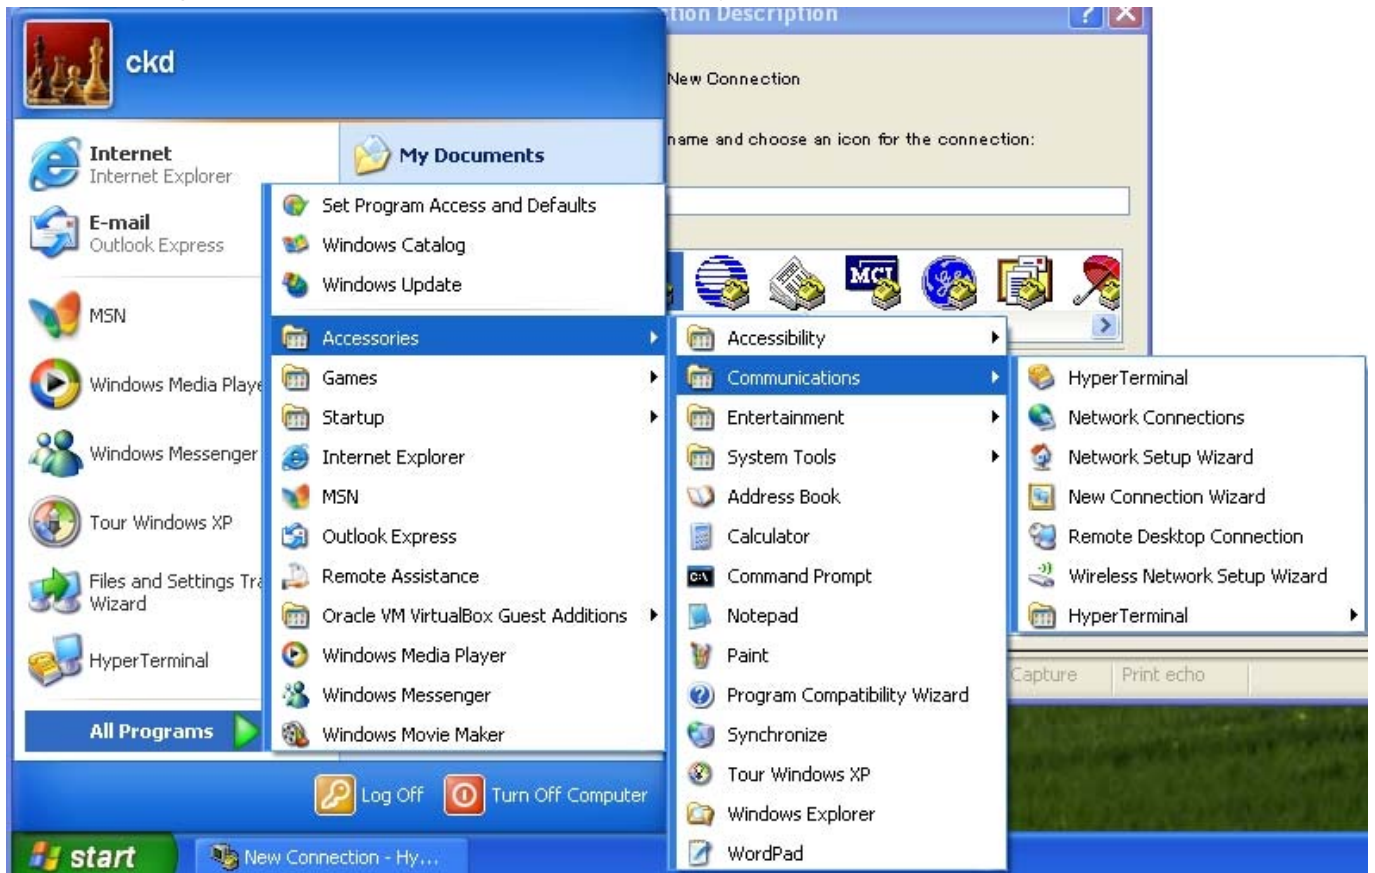 ckd
tion Description
New Connection
name and choose an icon for the connection:
MCI
Internet
Internet Explorer
E-mail
Outlook Express
MSN
Windows Media Playe
Windows Messenger
Tour Windows XP
Files and Settings Tra
Wizard
HyperTerminal
All Programs
My Documents
Set Program Access and Defaults
Windows Catalog
Windows Update
Accessories
Games
Startup
Internet Explorer
MSN
Outlook Express
Remote Assistance
Oracle VM VirtualBox Guest Additions
Windows Media Player
Windows Messenger
Windows Movie Maker
Accessibility
Communications
Entertainment
System Tools
Address Book
Calculator
Command Prompt
Notepad
Paint
Program Compatibility Wizard
Synchronize
Tour Windows XP
Windows Explorer
WordPad
HyperTerminal
Network Connections
Network Setup Wizard
New Connection Wizard
Remote Desktop Connection
Wireless Network Setup Wizard
HyperTerminal
Capture
Print echo
Log Off
Turn Off Computer
start
New Connection - Hy...